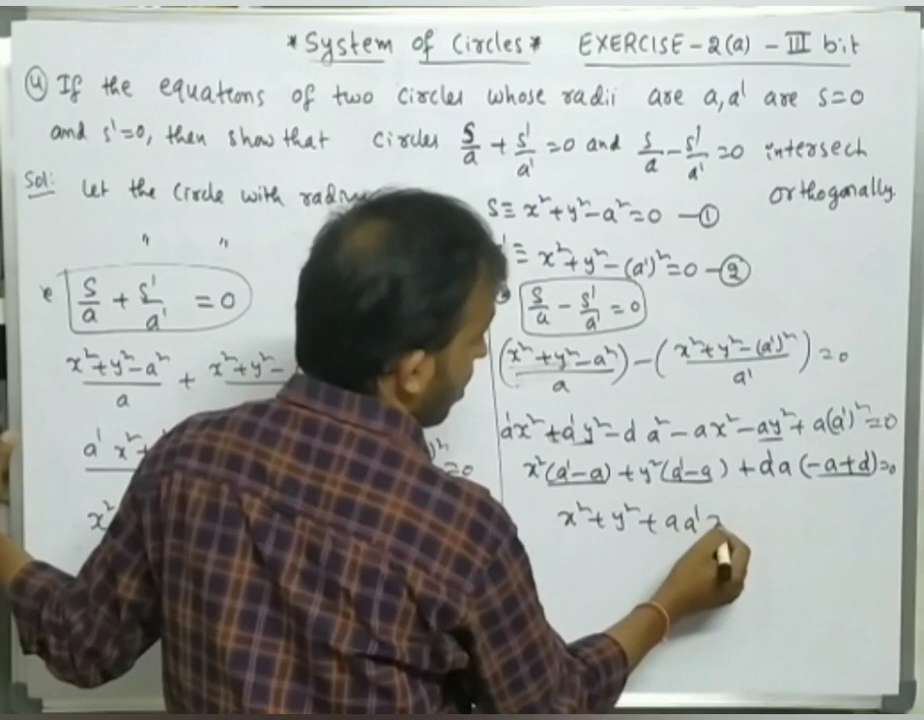 *System of Circles* EXERCISE-2(a) - III bit
④ If the equations of two circles whose radii are a,a' are S=0
and s'=0, then show that circles S/a + s'/a' =0 and s/a - s'/a' =0 intersect
orthogonally.
Sol: Let the Circle with radius S≡ x²+y²-a²=0 —①
" " ≡ x²+y²-(a')²=0 -②
S/a + s'/a' =0
x²+y²-a²/a + x²+y²-
a'x²+
x²
S/a - s'/a' =0
(x²+y²-a²/a) - (x²+y²-(a')²/a') =0
a'x²+a'y²-a'a²-ax²-ay²+a(a')²=0
x²(a'-a)+y²(a'-a)+a'a(-a+a')=0
x²+y²+aa'=